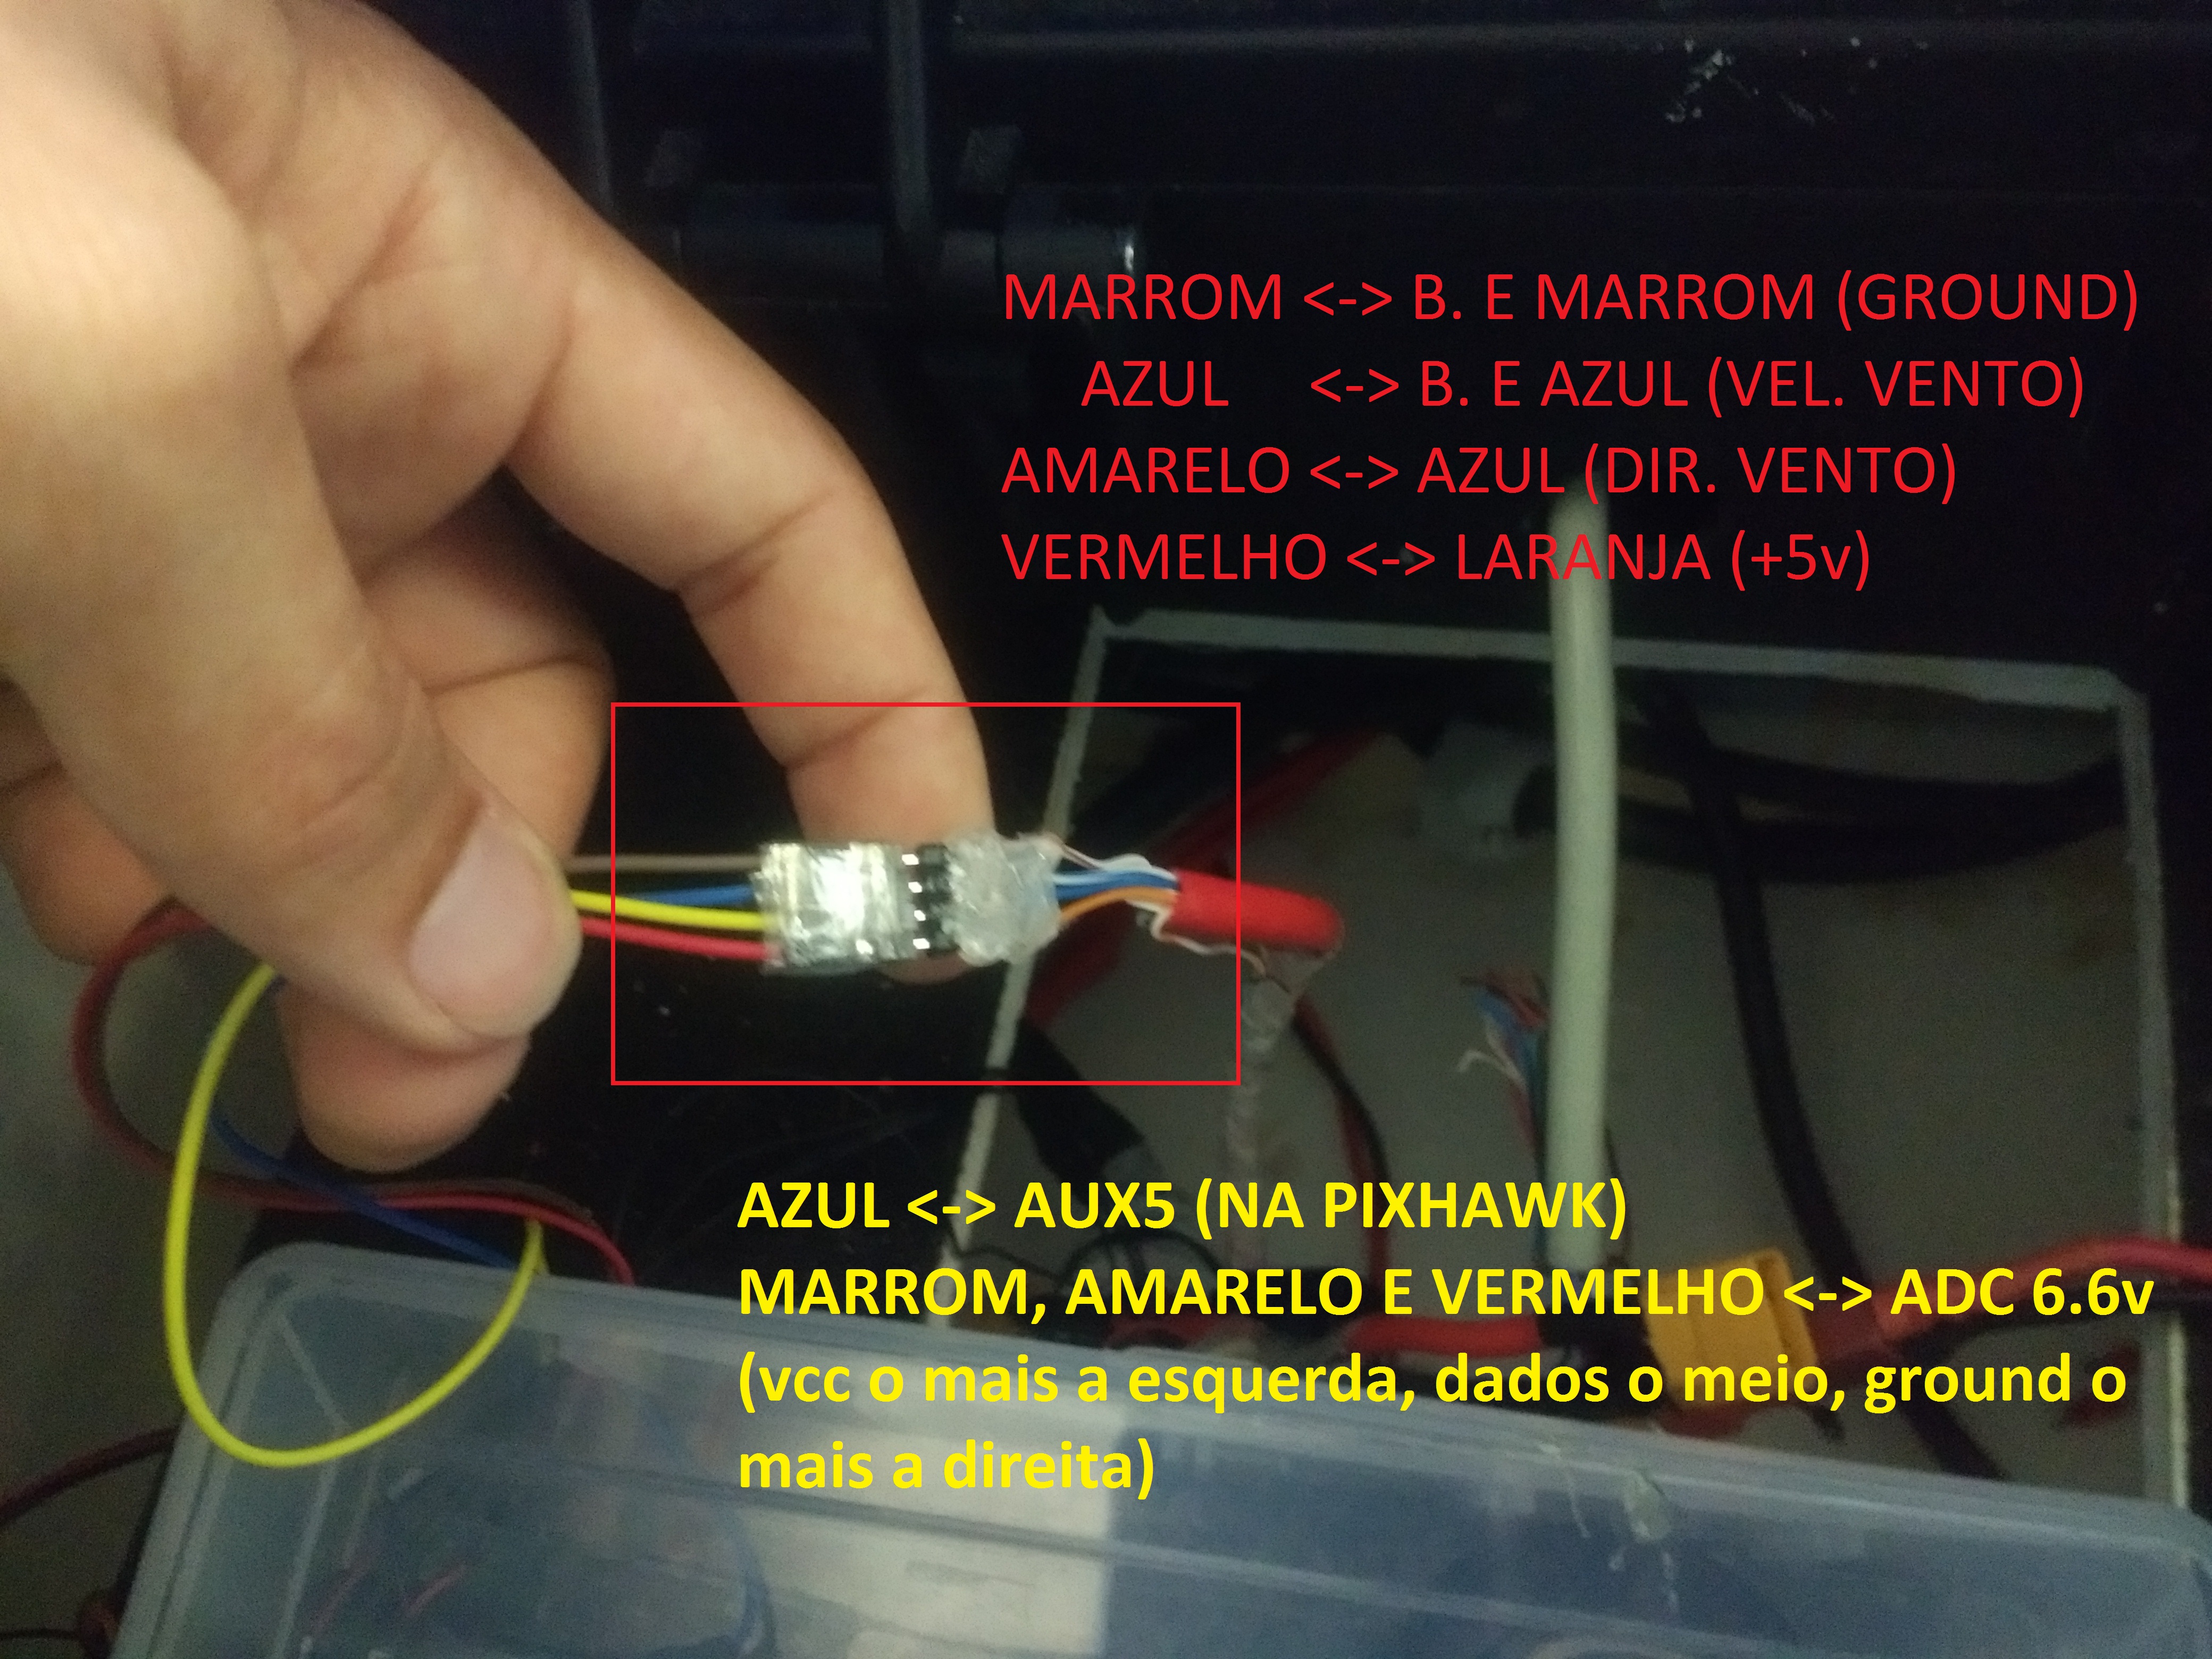 MARROM <-> B. E MARROM (GROUND)
AZUL <-> B. E AZUL (VEL. VENTO)
AMARELO <-> AZUL (DIR. VENTO)
VERMELHO <-> LARANJA (+5v)
AZUL <-> AUX5 (NA PIXHAWK)
MARROM, AMARELO E VERMELHO <-> ADC 6.6v
(vcc o mais a esquerda, dados o meio, ground o
mais a direita)